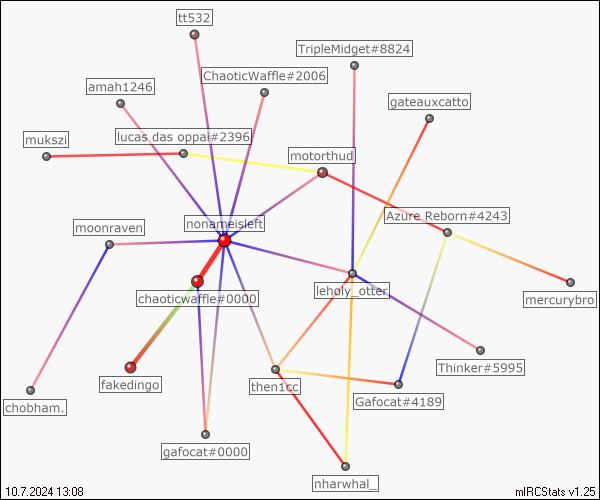 tt532
TripleMidget#8824
ChaoticWaffle#2006
amah1246
gateauxcatto
mukszi
lucas das oppai#2396
motorthud
Azure Reborn#4243
nonameisleft
moonraven
leholy_otter
chaoticwaffle#0000
mercurybro
Thinker#5995
fakedingo
then1cc
Gafocat#4189
chobham.
gafocat#0000
nharwhal_
10.7.2024 13:08
mIRCStats v1.25